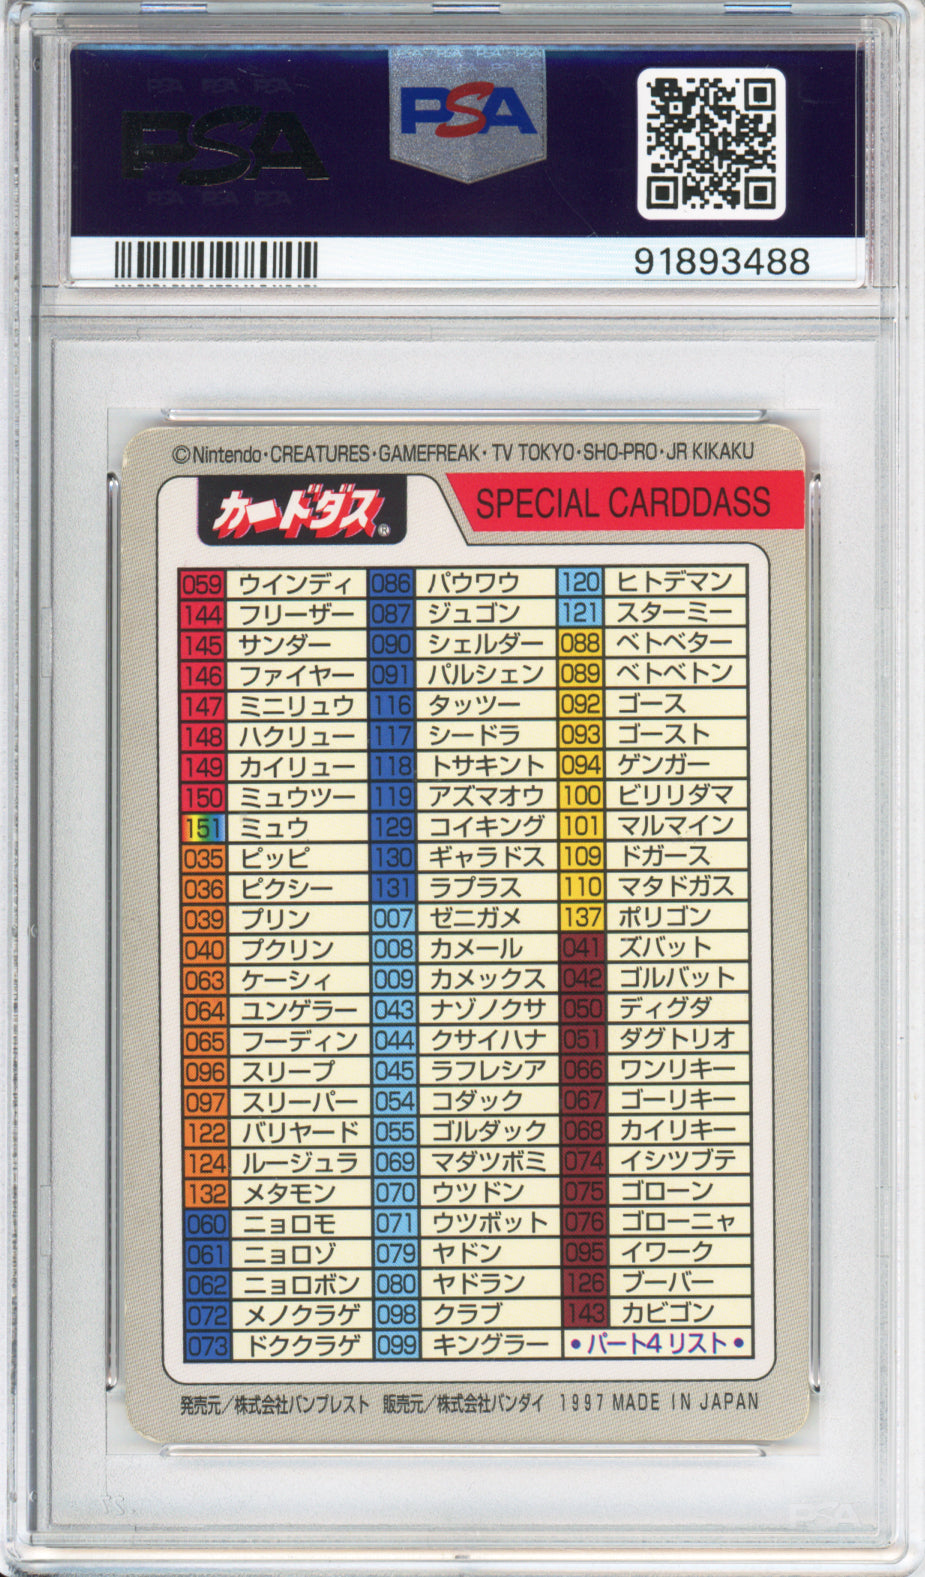 PSA PSA PSA
PSA
PSA PSA PSA
PSA PSA PSA PSA
PSA
91893488
©Nintendo・CREATURES・GAMEFREAK・TV TOKYO・SHO-PRO・JR KIKAKU
カードダス®
SPECIAL CARDDASS
059 ウインディ 086 パウワウ 120 ヒトデマン
144 フリーザー 087 ジュゴン 121 スターミー
145 サンダー 090 シェルダー 088 ベトベター
146 ファイヤー 091 パルシェン 089 ベトベトン
147 ミニリュウ 116 タッツー 092 ゴース
148 ハクリュー 117 シードラ 093 ゴースト
149 カイリュー 118 トサキント 094 ゲンガー
150 ミュウツー 119 アズマオウ 100 ビリリダマ
151 ミュウ 129 コイキング 101 マルマイン
035 ピッピ 130 ギャラドス 109 ドガース
036 ピクシー 131 ラプラス 110 マタドガス
039 プリン 007 ゼニガメ 137 ポリゴン
040 プクリン 008 カメール 041 ズバット
063 ケーシィ 009 カメックス 042 ゴルバット
064 ユンゲラー 043 ナゾノクサ 050 ディグダ
065 フーディン 044 クサイハナ 051 ダグトリオ
096 スリープ 045 ラフレシア 066 ワンリキー
097 スリーパー 054 コダック 067 ゴーリキー
122 バリヤード 055 ゴルダック 068 カイリキー
124 ルージュラ 069 マダツボミ 074 イシツブテ
132 メタモン 070 ウツドン 075 ゴローン
060 ニョロモ 071 ウツボット 076 ゴローニャ
061 ニョロゾ 079 ヤドン 095 イワーク
062 ニョロボン 080 ヤドラン 126 ブーバー
072 メノクラゲ 098 クラブ 143 カビゴン
073 ドククラゲ 099 キングラー •パート4 リスト•
発売元／株式会社バンプレスト 販売元／株式会社バンダイ 1997 MADE IN JAPAN
PSA